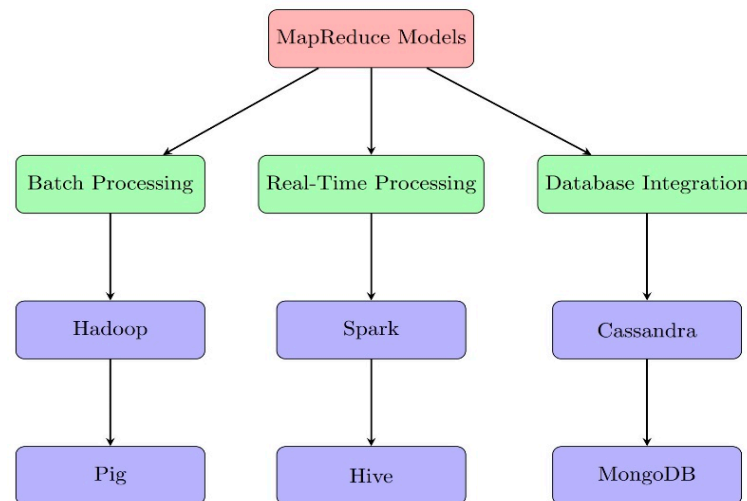 MapReduce Models
Batch Processing
Real-Time Processing
Database Integration
Hadoop
Spark
Cassandra
Pig
Hive
MongoDB